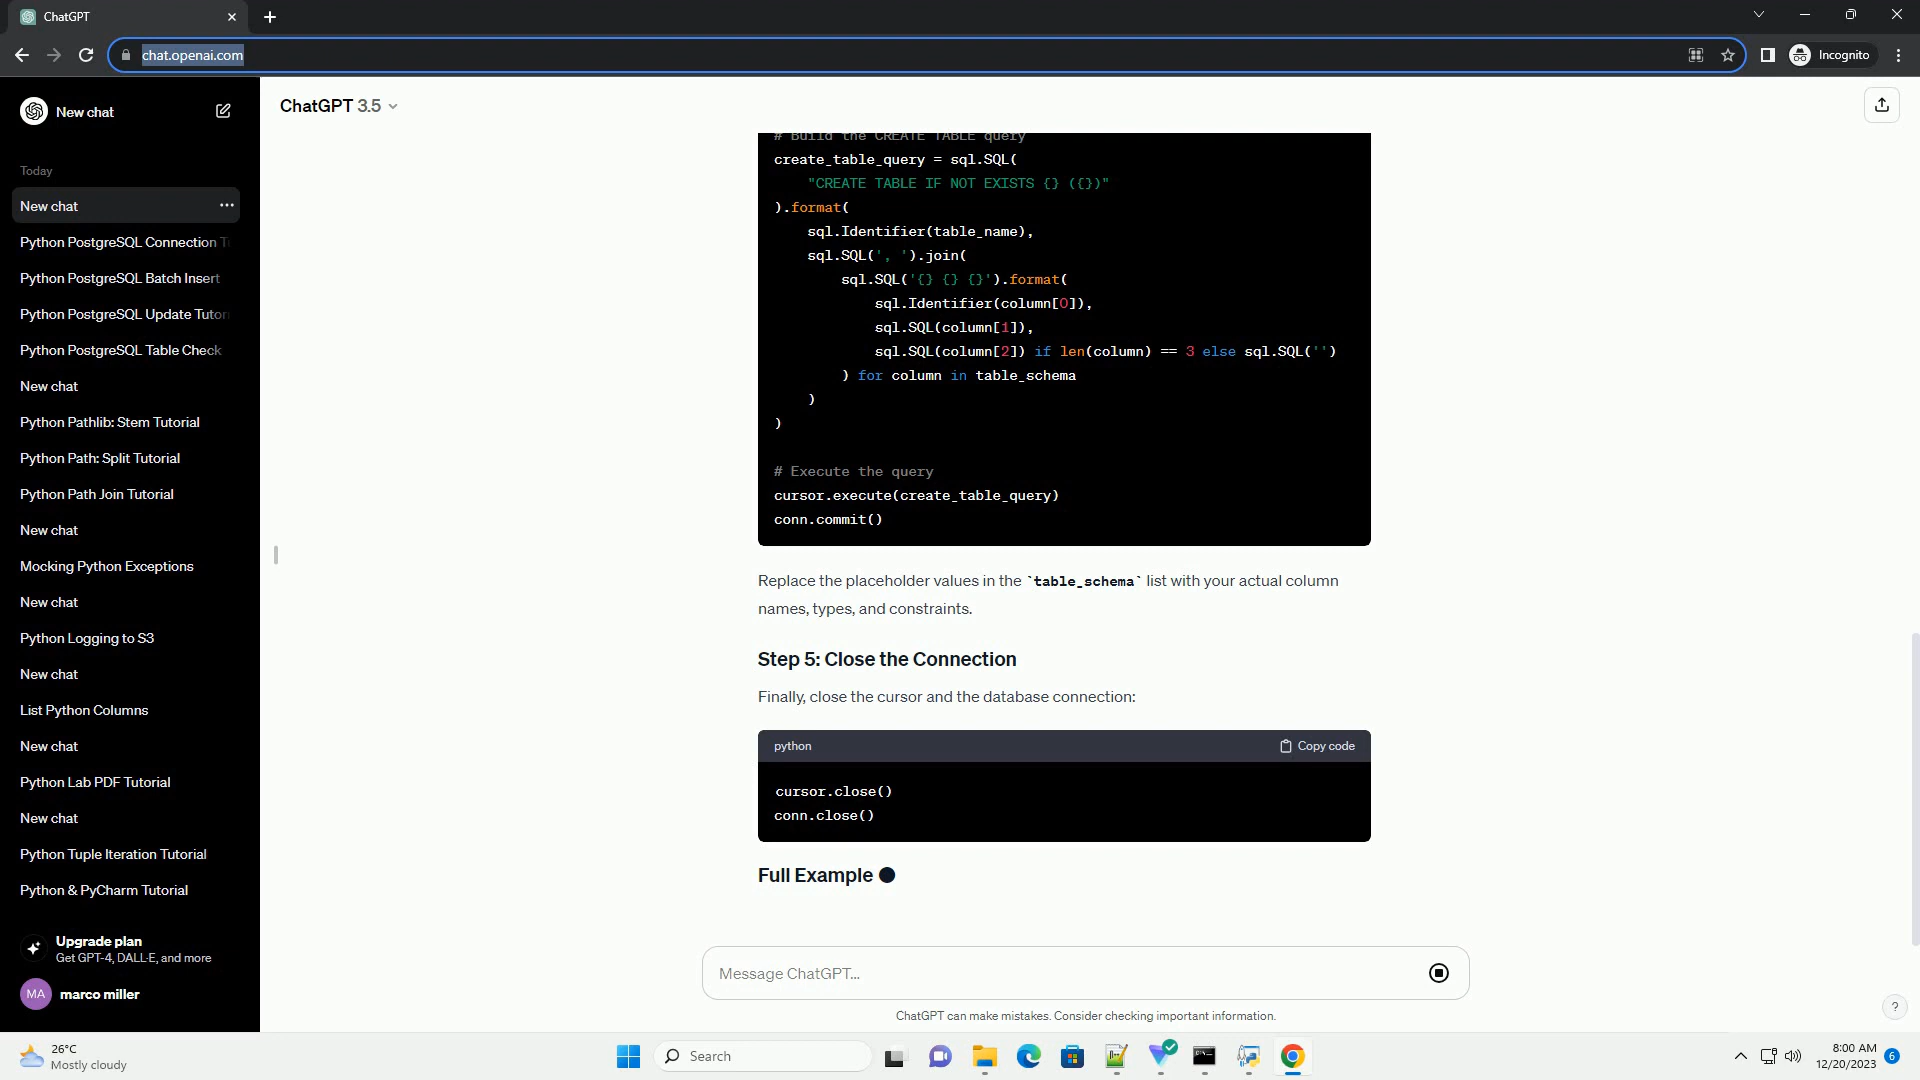 ChatGPT
chat.openai.com
Incognito
New chat
Today
New chat
Python PostgreSQL Connection
Python PostgreSQL Batch Insert
Python PostgreSQL Update Tutor
Python PostgreSQL Table Check
New chat
Python Pathlib: Stem Tutorial
Python Path: Split Tutorial
Python Path Join Tutorial
New chat
Mocking Python Exceptions
New chat
Python Logging to S3
New chat
List Python Columns
New chat
Python Lab PDF Tutorial
New chat
Python Tuple Iteration Tutorial
Python & PyCharm Tutorial
Upgrade plan
Get GPT-4, DALL·E, and more
MA
marco miller
ChatGPT 3.5
# Build the CREATE TABLE query
create_table_query = sql.SQL(
"CREATE TABLE IF NOT EXISTS {} ({})"
).format(
sql.Identifier(table_name),
sql.SQL(', ').join(
sql.SQL('{} {} {}').format(
sql.Identifier(column[0]),
sql.SQL(column[1]),
sql.SQL(column[2]) if len(column) == 3 else sql.SQL('')
) for column in table_schema
)
)
# Execute the query
cursor.execute(create_table_query)
conn.commit()
Replace the placeholder values in the `table_schema` list with your actual column
names, types, and constraints.
Step 5: Close the Connection
Finally, close the cursor and the database connection:
python
Copy code
cursor.close()
conn.close()
Full Example
Message ChatGPT...
ChatGPT can make mistakes. Consider checking important information.
?
26°C
Mostly cloudy
Search
8:00 AM
12/20/2023
6